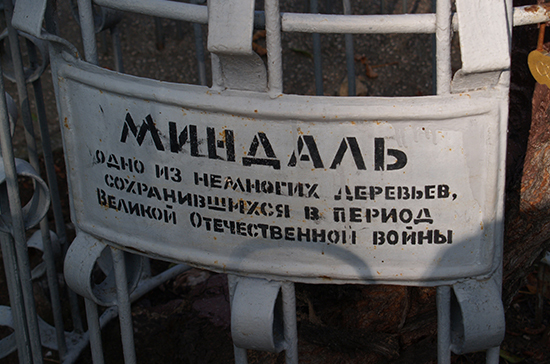 Миндаль
одно из немногих деревьев,
сохранившихся в период
Великой Отечественной войны